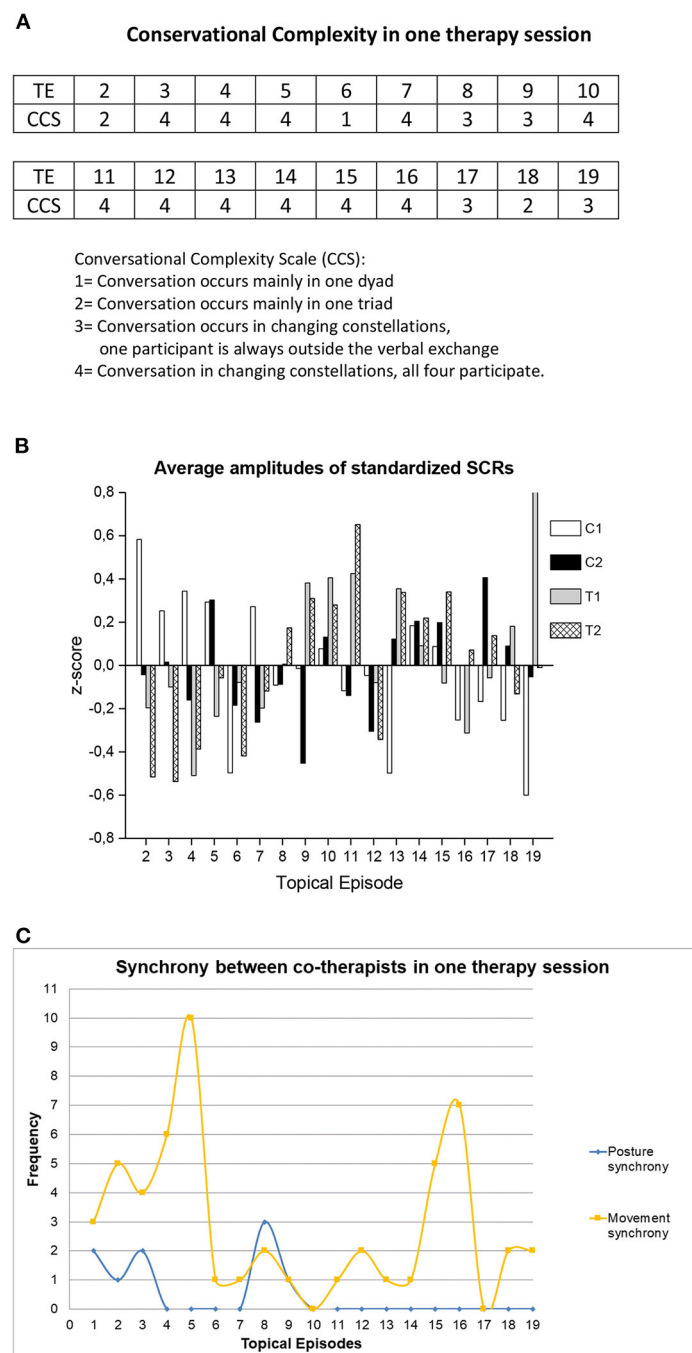 A
Conservational Complexity in one therapy session
TE 2 3 4 5 6 7 8 9 10
CCS 2 4 4 4 1 4 3 3 4
TE 11 12 13 14 15 16 17 18 19
CCS 4 4 4 4 4 4 3 2 3
Conversational Complexity Scale (CCS):
1= Conversation occurs mainly in one dyad
2= Conversation occurs mainly in one triad
3= Conversation occurs in changing constellations,
one participant is always outside the verbal exchange
4= Conversation in changing constellations, all four participate.
B
Average amplitudes of standardized SCRs
0,8
0,6
0,4
0,2
0,0
-0,2
-0,4
-0,6
-0,8
z-score
C1
C2
T1
T2
2 3 4 5 6 7 8 9 10 11 12 13 14 15 16 17 18 19
Topical Episode
C
Synchrony between co-therapists in one therapy session
11
10
9
8
7
6
5
4
3
2
1
0
Frequency
Posture
synchrony
Movement
synchrony
0 1 2 3 4 5 6 7 8 9 10 11 12 13 14 15 16 17 18 19
Topical Episodes